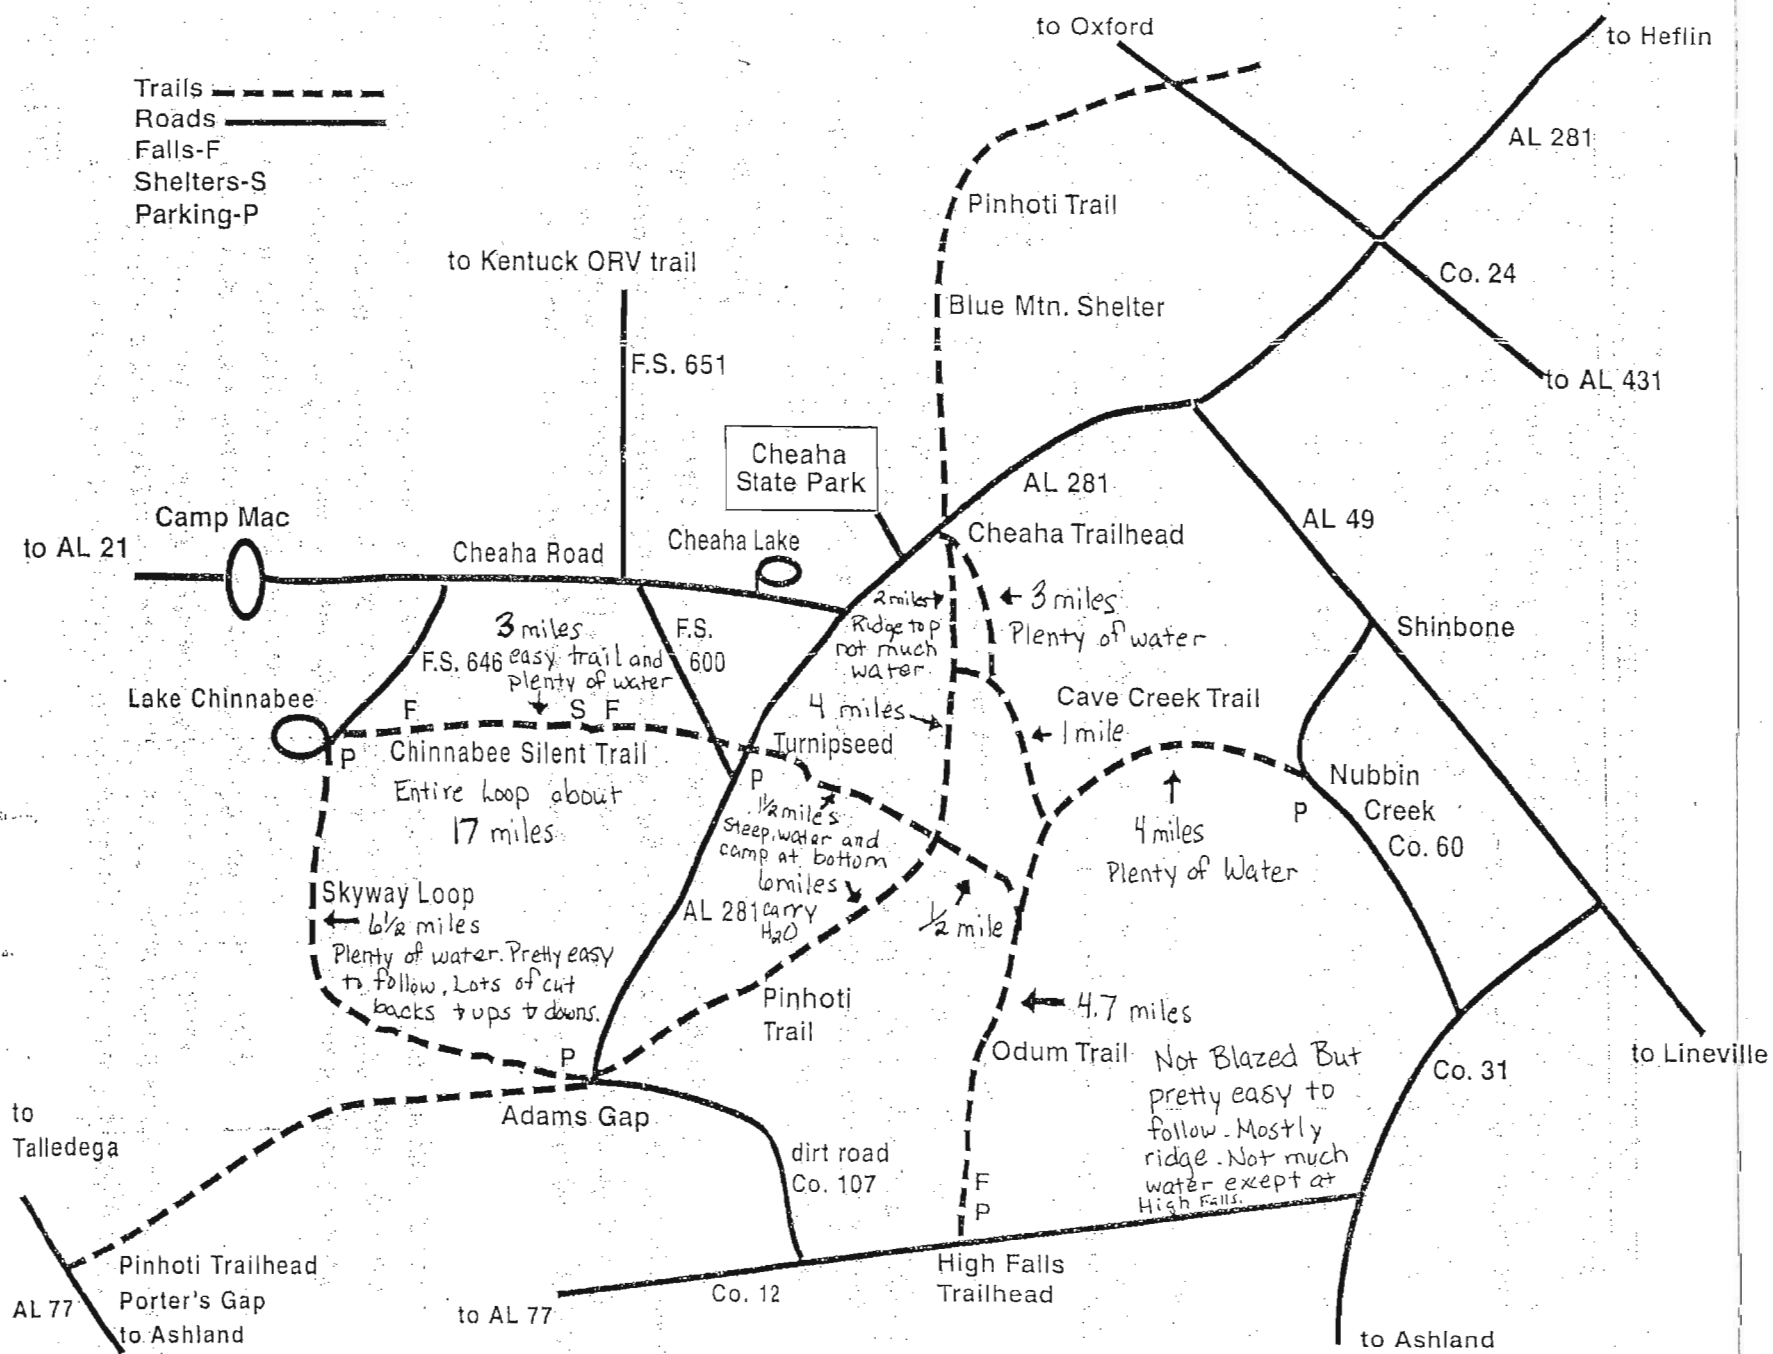 to Oxford
to Heflin
Trails
Roads
Falls-F
Shelters-S
Parking-P
AL 281
Pinhoti Trail
to Kentuck ORV trail
Co. 24
Blue Mtn. Shelter
F.S. 651
to AL 431
Cheaha
State Park
AL 281
Camp Mac
AL 49
to AL 21
Cheaha Road
Cheaha Lake
Cheaha Trailhead
2 miles
Ridge top
not much
water
3 miles
Plenty of water
3 miles
easy trail and
plenty of water
F.S. 646
F.S.
600
Shinbone
Lake Chinnabee
F
S
F
4 miles
Cave Creek Trail
1 mile
P
Chinnabee Silent Trail
Turnipseed
Entire Loop about
17 miles
P
1 1/2 miles
Steep, water and
camp at bottom
Nubbin
Creek
P
Co. 60
4 miles
Plenty of Water
6 miles
carry
H2O
AL 281
1/2 mile
Skyway Loop
6 1/2 miles
Plenty of water. Pretty easy
to follow. Lots of cut
backs & ups & downs.
Pinhoti
Trail
4.7 miles
Odum Trail
Not Blazed But
pretty easy to
follow. Mostly
ridge. Not much
water exept at
High Falls.
to Lineville
P
Co. 31
Adams Gap
to
Talledega
dirt road
Co. 107
F
P
Pinhoti Trailhead
Porter's Gap
to Ashland
AL 77
High Falls
Trailhead
Co. 12
to AL 77
to Ashland